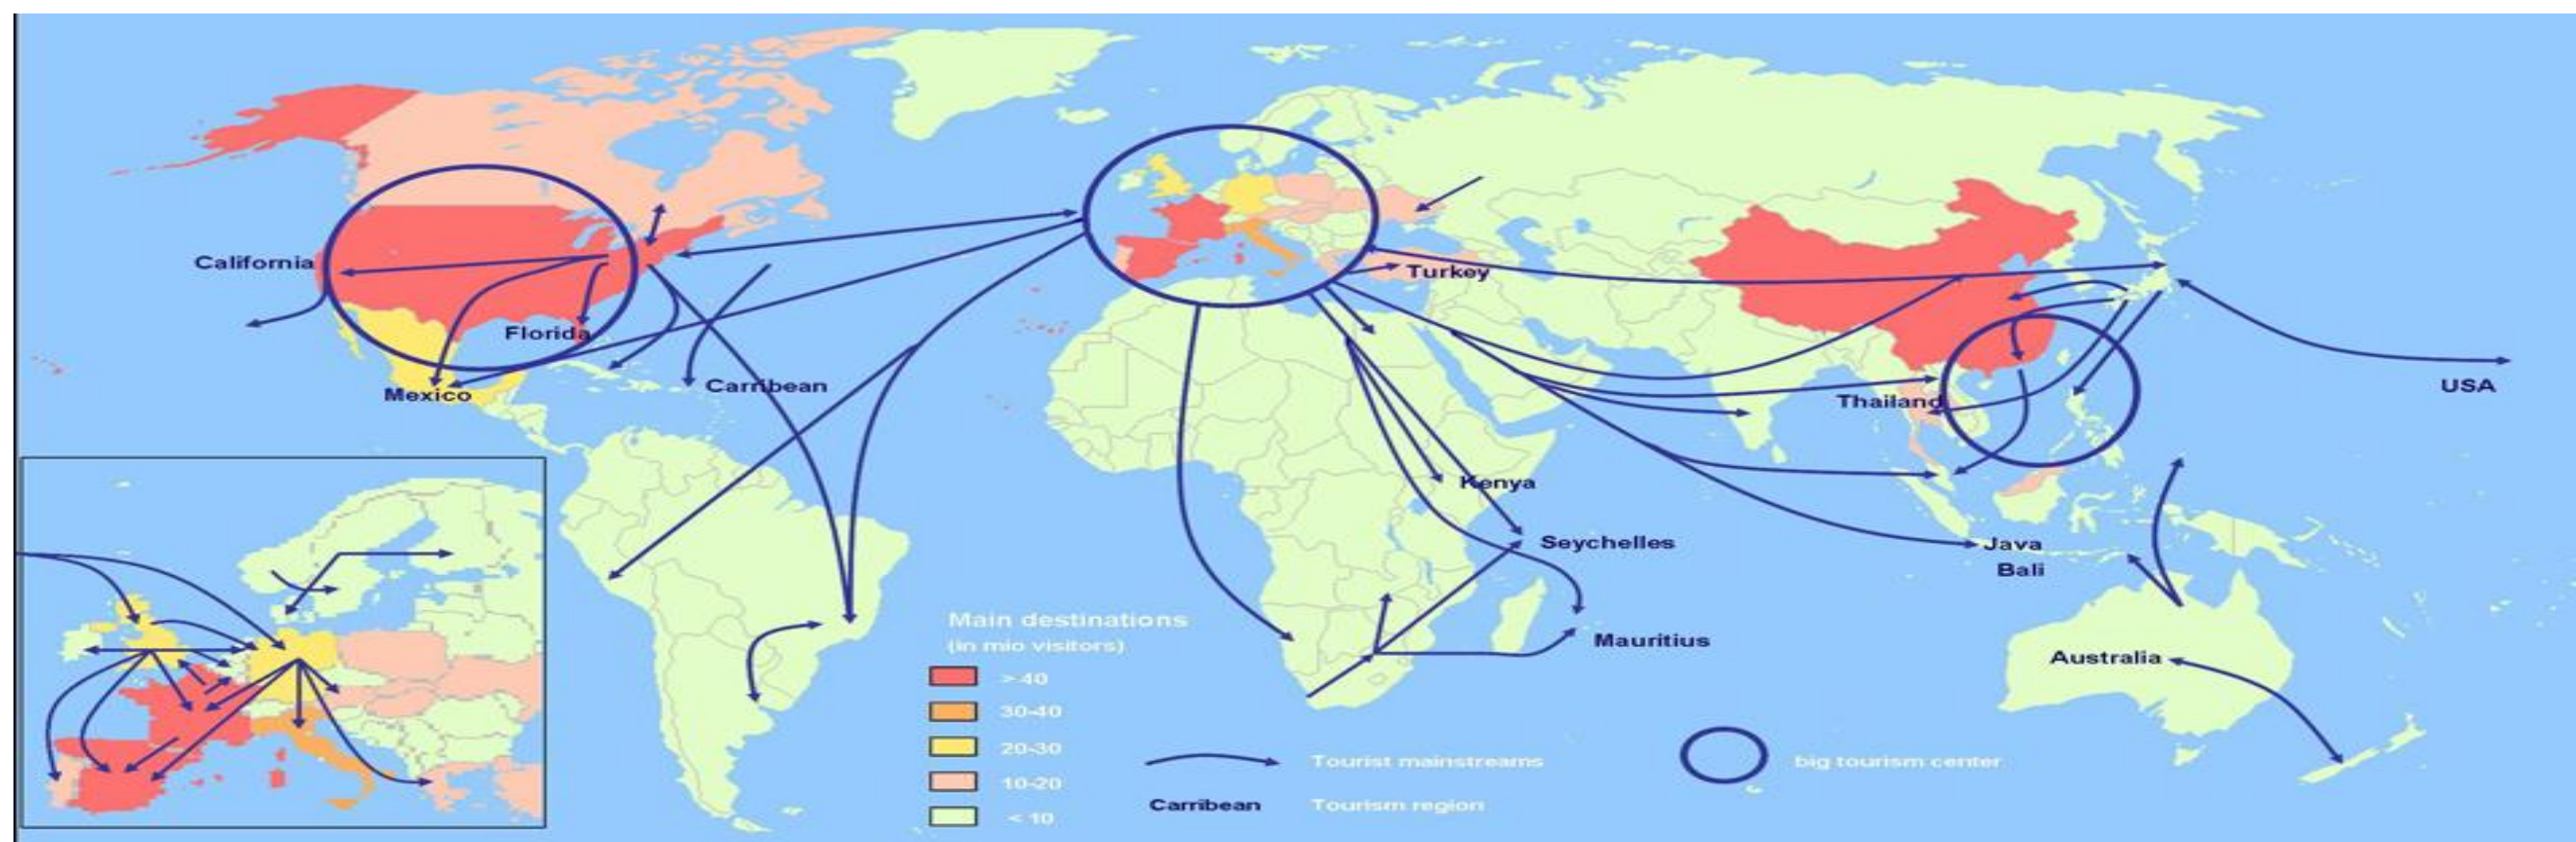 California
Florida
Mexico
Carribean
Turkey
Thailand
USA
Kenya
Seychelles
Java
Bali
Mauritius
Australia
Main destinations
(in mio visitors)
> 40
30-40
20-30
10-20
< 10
Tourist mainstreams
Carribean
Tourism region
big tourism center